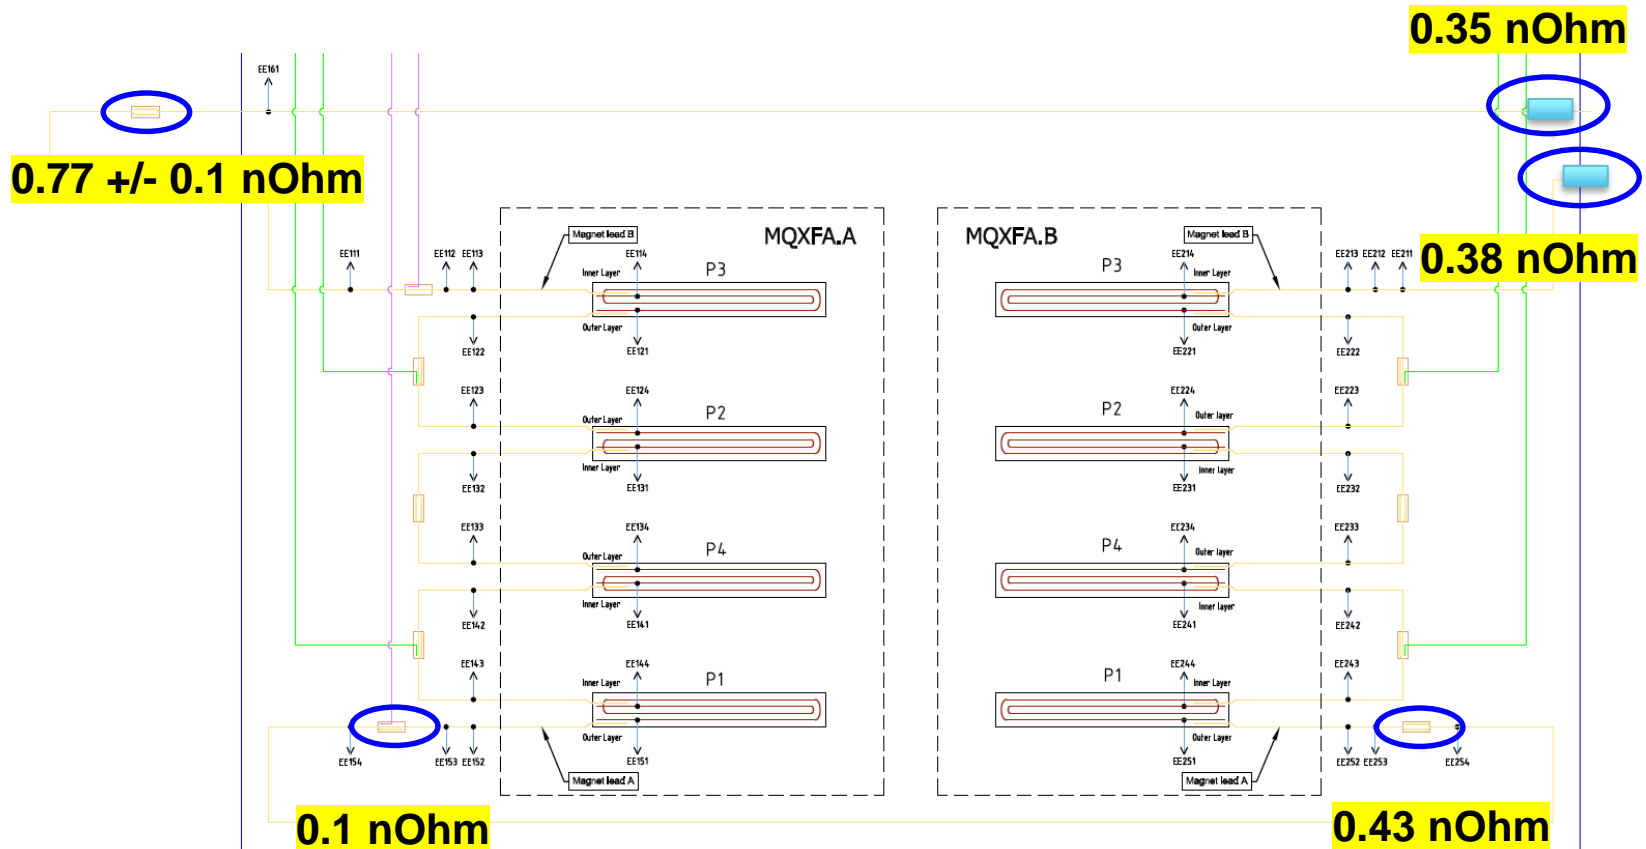 0.35 nOhm
EE161
0.77 +/- 0.1 nOhm
MQXFA.A
MQXFA.B
Magnet lead B
Magnet lead B
0.38 nOhm
EE111
EE112
EE113
EE114
P3
P3
EE214
EE213
EE212
EE211
Inner Layer
Inner Layer
Outer Layer
Outer Layer
EE122
EE121
EE221
EE222
EE123
EE124
P2
P2
EE224
EE223
Outer Layer
Outer layer
Inner Layer
Inner layer
EE132
EE131
EE231
EE232
EE133
EE134
P4
P4
EE234
EE233
Outer Layer
Outer layer
Inner Layer
Inner layer
EE142
EE141
EE241
EE242
EE143
EE144
P1
P1
EE244
EE243
Inner Layer
Inner Layer
Outer Layer
Outer Layer
EE154
EE153
EE152
EE151
EE251
EE252
EE253
EE254
Magnet lead A
Magnet lead A
0.1 nOhm
0.43 nOhm